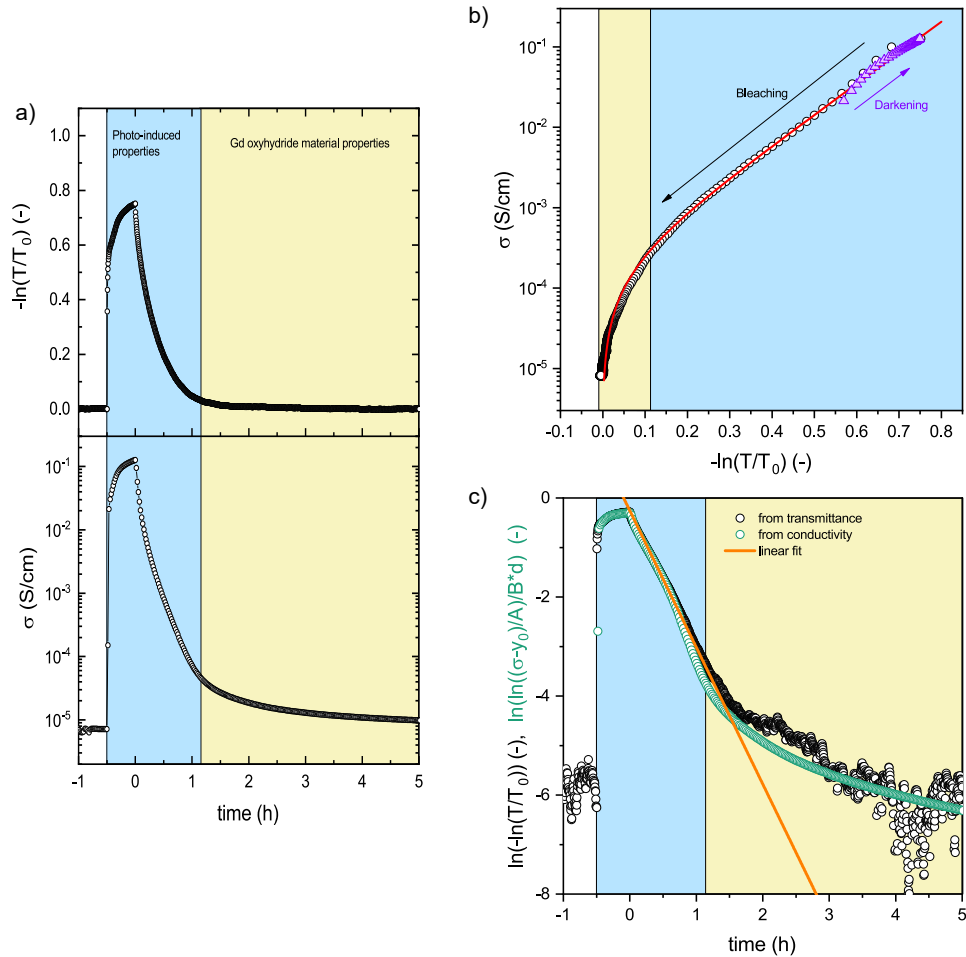 a)
Photo-induced
properties
Gd oxyhydride material properties
-ln(T/T₀) (-)
1.0
0.8
0.6
0.4
0.2
0.0
σ (S/cm)
10⁻¹
10⁻²
10⁻³
10⁻⁴
10⁻⁵
-1 0 1 2 3 4 5
time (h)
b)
σ (S/cm)
10⁻¹
10⁻²
10⁻³
10⁻⁴
10⁻⁵
Bleaching
Darkening
-0.1 0.0 0.1 0.2 0.3 0.4 0.5 0.6 0.7 0.8
-ln(T/T₀) (-)
c)
ln(-ln(T/T₀)) (-), ln(ln((σ-y₀)/A)/B*d) (-)
0
-2
-4
-6
-8
from transmittance
from conductivity
linear fit
-1 0 1 2 3 4 5
time (h)